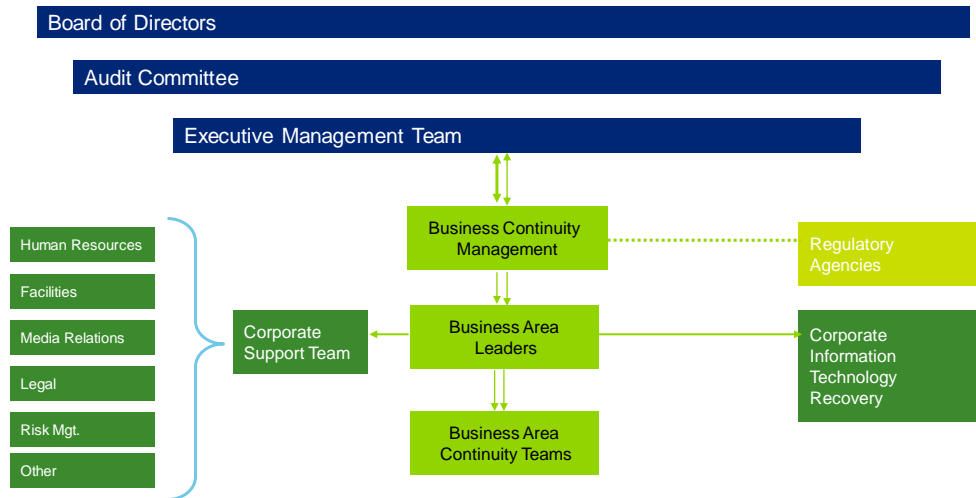 Board of Directors
Audit Committee
Executive Management Team
Business Continuity
Management
Regulatory
Agencies
Human Resources
Facilities
Media Relations
Legal
Risk Mgt.
Other
Corporate
Support Team
Business Area
Leaders
Corporate
Information
Technology
Recovery
Business Area
Continuity Teams